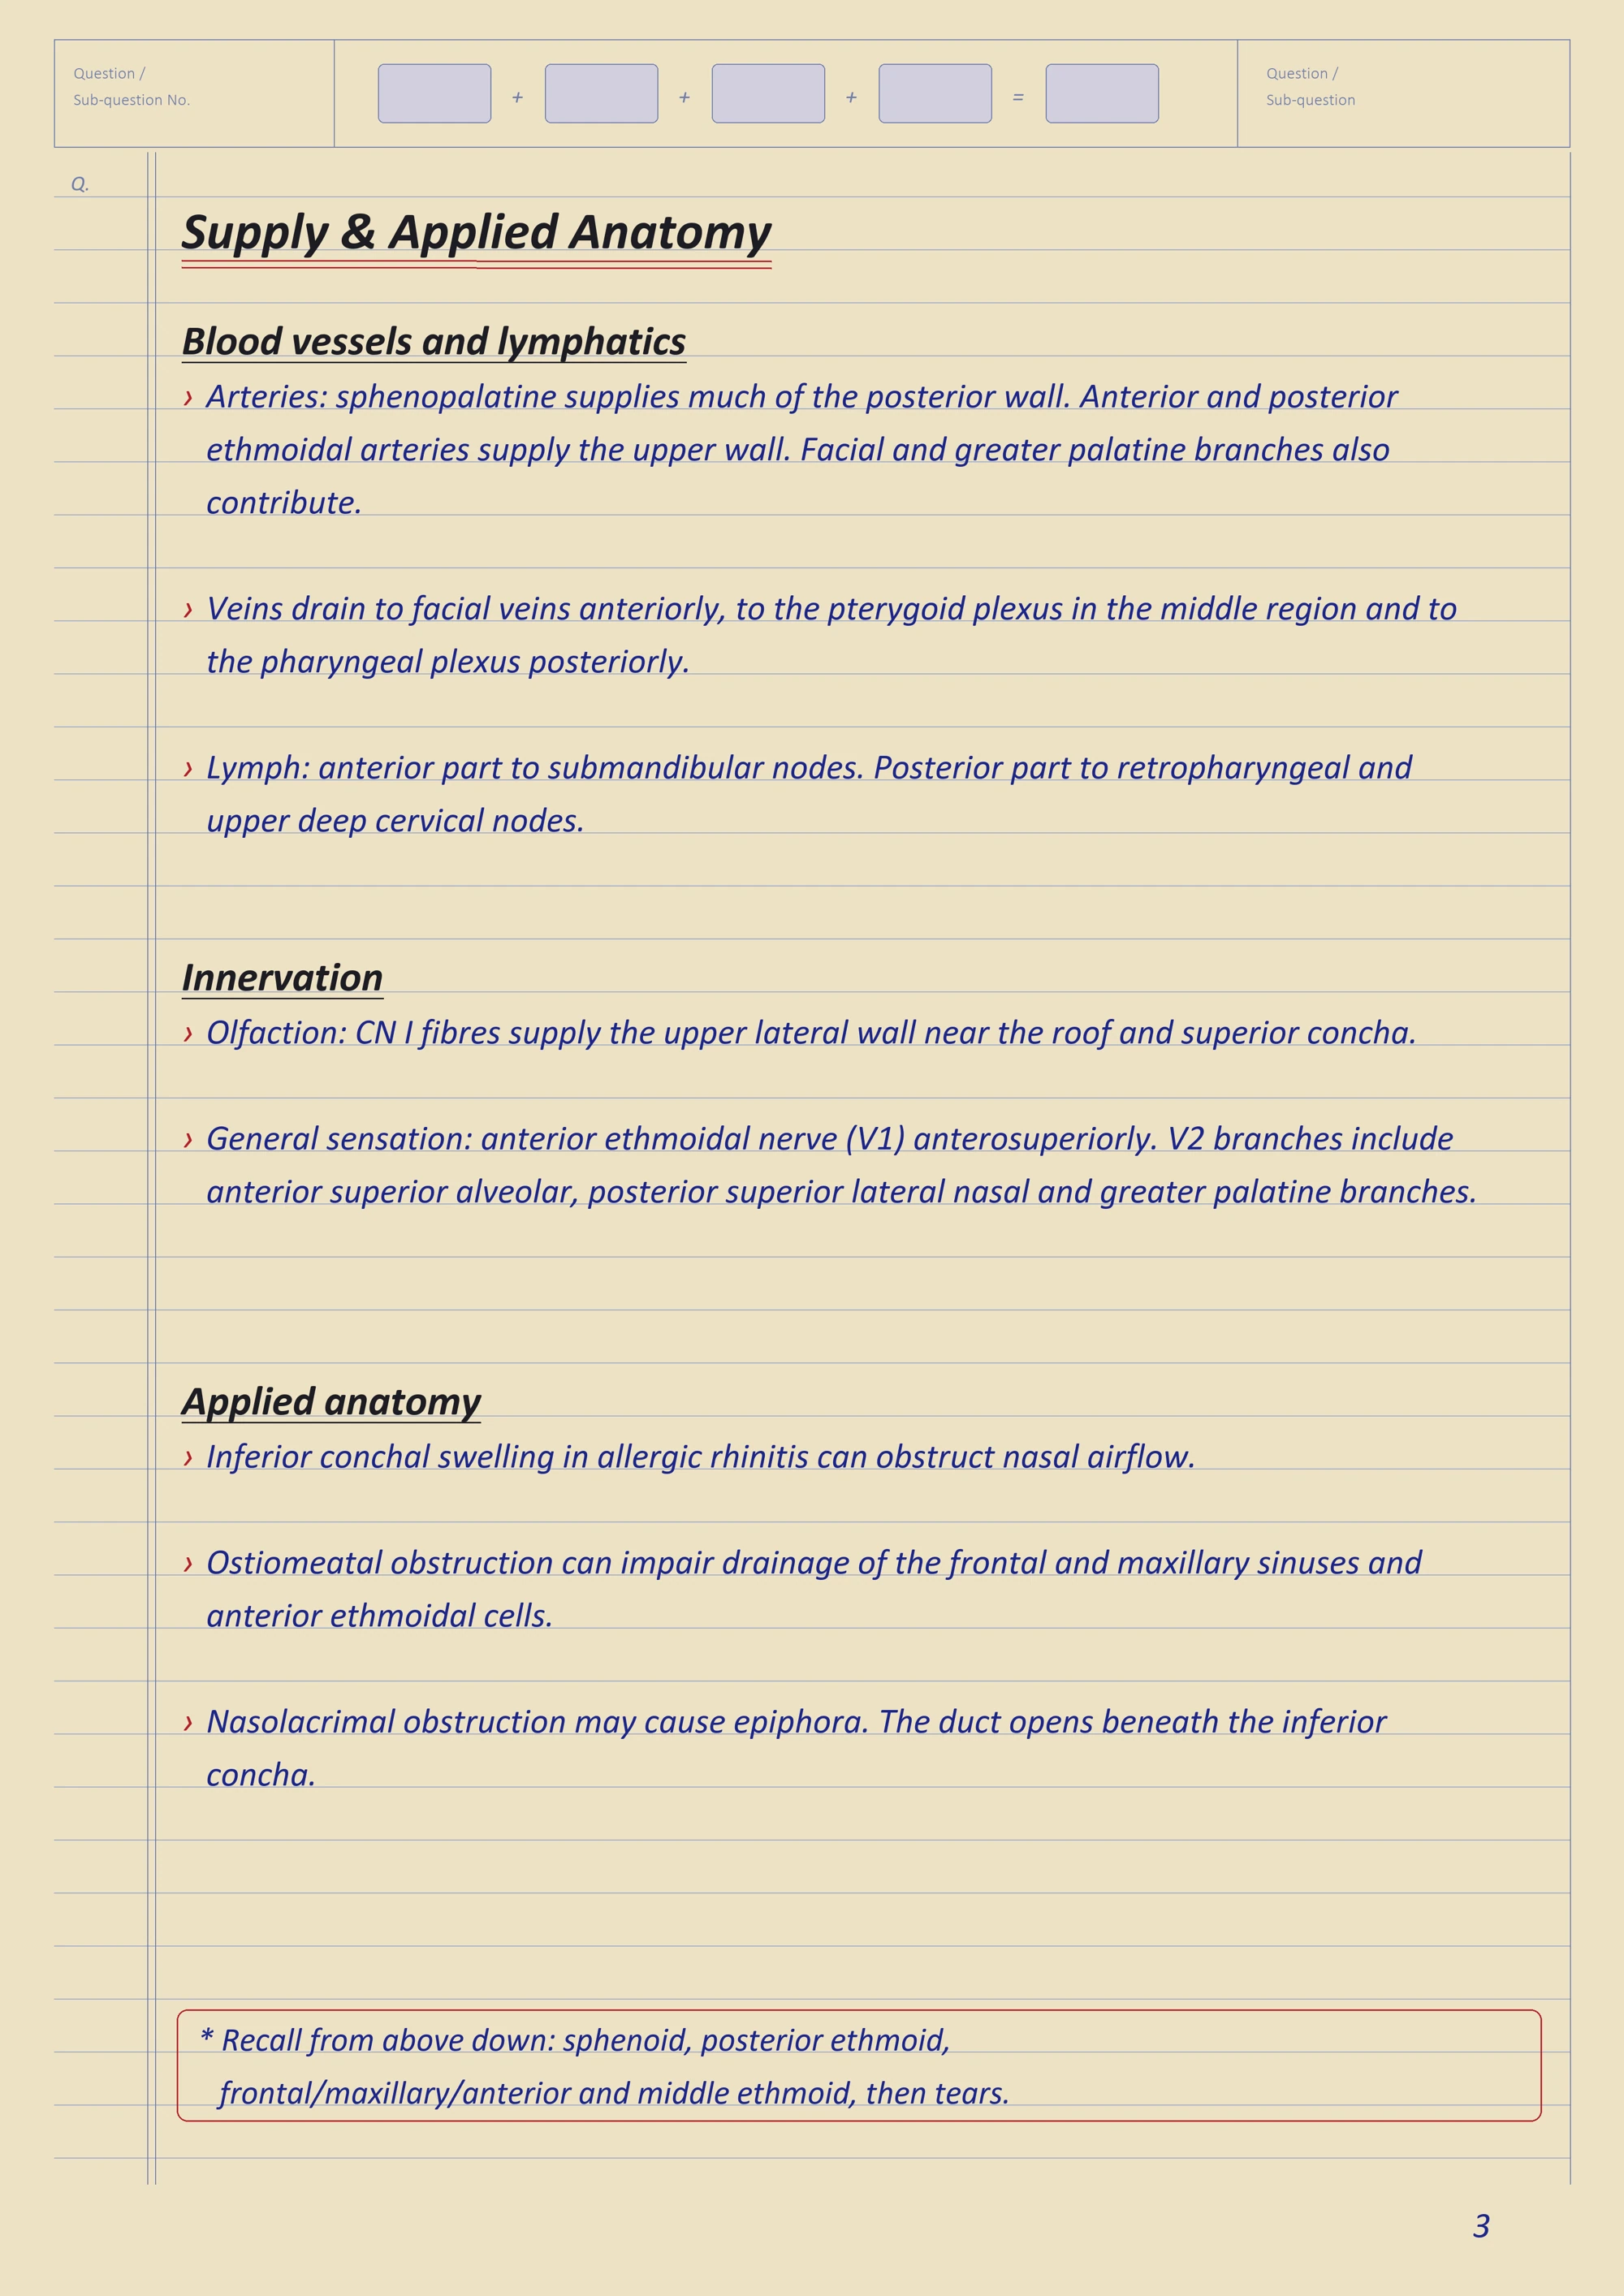 Question /
Sub-question No.
+ + + =
Question /
Sub-question
Q.
Supply & Applied Anatomy
Blood vessels and lymphatics
› Arteries: sphenopalatine supplies much of the posterior wall. Anterior and posterior
ethmoidal arteries supply the upper wall. Facial and greater palatine branches also
contribute.
› Veins drain to facial veins anteriorly, to the pterygoid plexus in the middle region and to
the pharyngeal plexus posteriorly.
› Lymph: anterior part to submandibular nodes. Posterior part to retropharyngeal and
upper deep cervical nodes.
Innervation
› Olfaction: CN I fibres supply the upper lateral wall near the roof and superior concha.
› General sensation: anterior ethmoidal nerve (V1) anterosuperiorly. V2 branches include
anterior superior alveolar, posterior superior lateral nasal and greater palatine branches.
Applied anatomy
› Inferior conchal swelling in allergic rhinitis can obstruct nasal airflow.
› Ostiomeatal obstruction can impair drainage of the frontal and maxillary sinuses and
anterior ethmoidal cells.
› Nasolacrimal obstruction may cause epiphora. The duct opens beneath the inferior
concha.
* Recall from above down: sphenoid, posterior ethmoid,
frontal/maxillary/anterior and middle ethmoid, then tears.
3